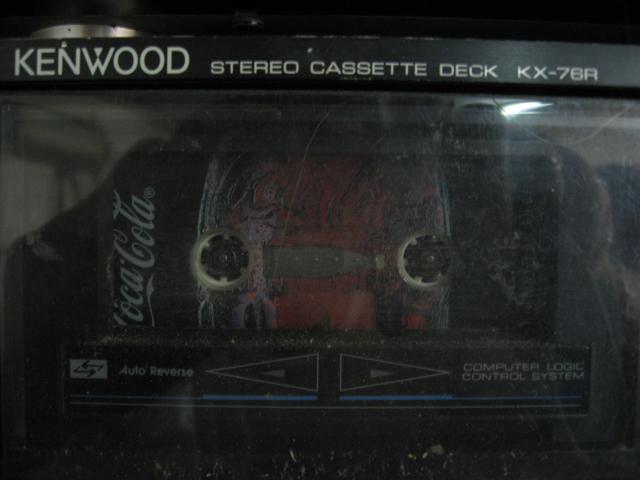 KENWOOD STEREO CASSETTE DECK KX-76R
Coca-Cola®
Auto Reverse
COMPUTER LOGIC
CONTROL SYSTEM